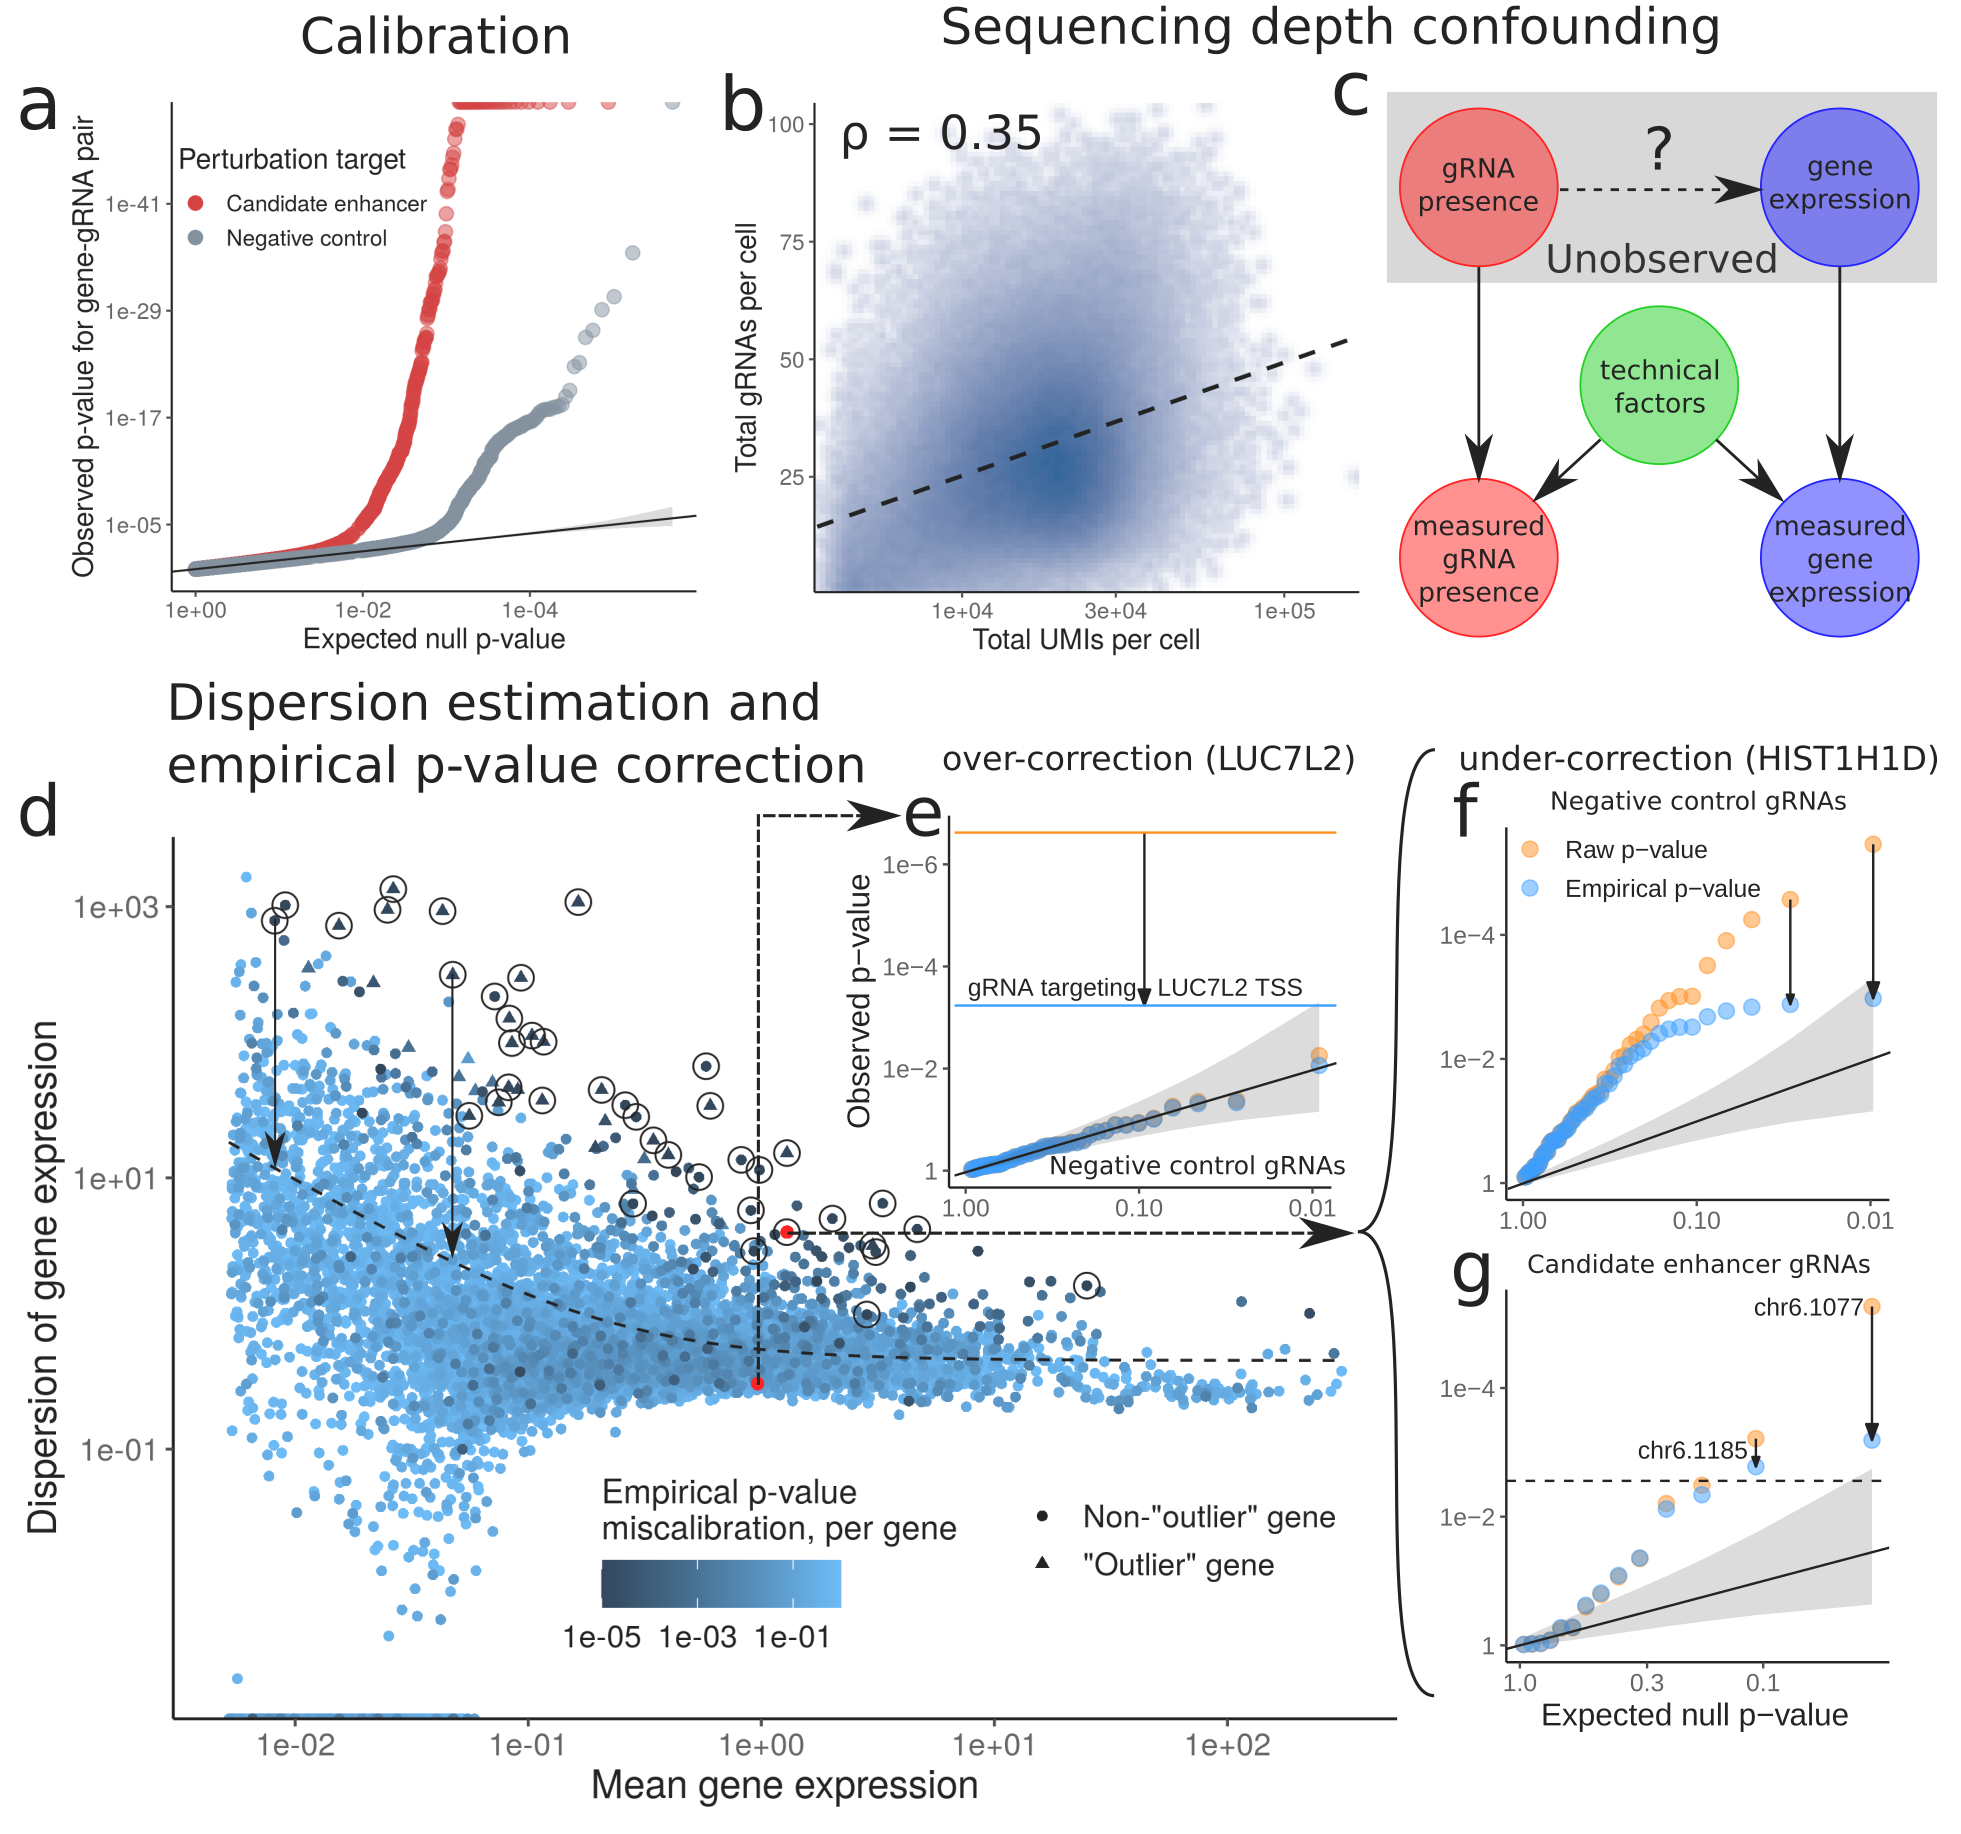 Calibration
Sequencing depth confounding
a
Observed p-value for gene-gRNA pair
1e-41
1e-29
1e-17
1e-05
Perturbation target
Candidate enhancer
Negative control
1e+00
1e-02
1e-04
Expected null p-value
b
Total gRNAs per cell
100
75
50
25
ρ = 0.35
1e+04
3e+04
1e+05
Total UMIs per cell
c
gRNA
presence
?
gene
expression
Unobserved
technical
factors
measured
gRNA
presence
measured
gene
expression
Dispersion estimation and
empirical p-value correction
d
Dispersion of gene expression
1e+03
1e+01
1e-01
Empirical p-value
miscalibration, per gene
1e-05
1e-03
1e-01
Non-"outlier" gene
"Outlier" gene
1e-02
1e-01
1e+00
1e+01
1e+02
Mean gene expression
over-correction (LUC7L2)
e
Observed p−value
1e−6
1e−4
1e−2
1
gRNA targeting
LUC7L2 TSS
Negative control gRNAs
1.00
0.10
0.01
under-correction (HIST1H1D)
f
Negative control gRNAs
Raw p−value
Empirical p−value
1e−4
1e−2
1
1.00
0.10
0.01
g
Candidate enhancer gRNAs
chr6.1077
chr6.1185
1e−4
1e−2
1
1.0
0.3
0.1
Expected null p−value